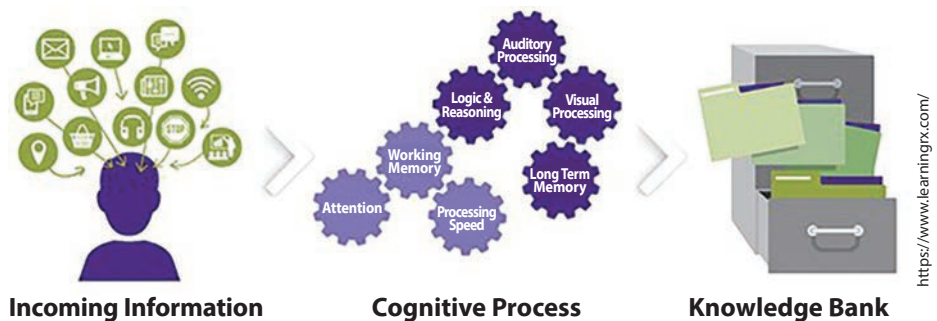 STOP
Auditory
Processing
Logic &
Reasoning
Visual
Processing
Working
Memory
Long Term
Memory
Attention
Processing
Speed
https://www.learningrx.com/
Incoming Information
Cognitive Process
Knowledge Bank